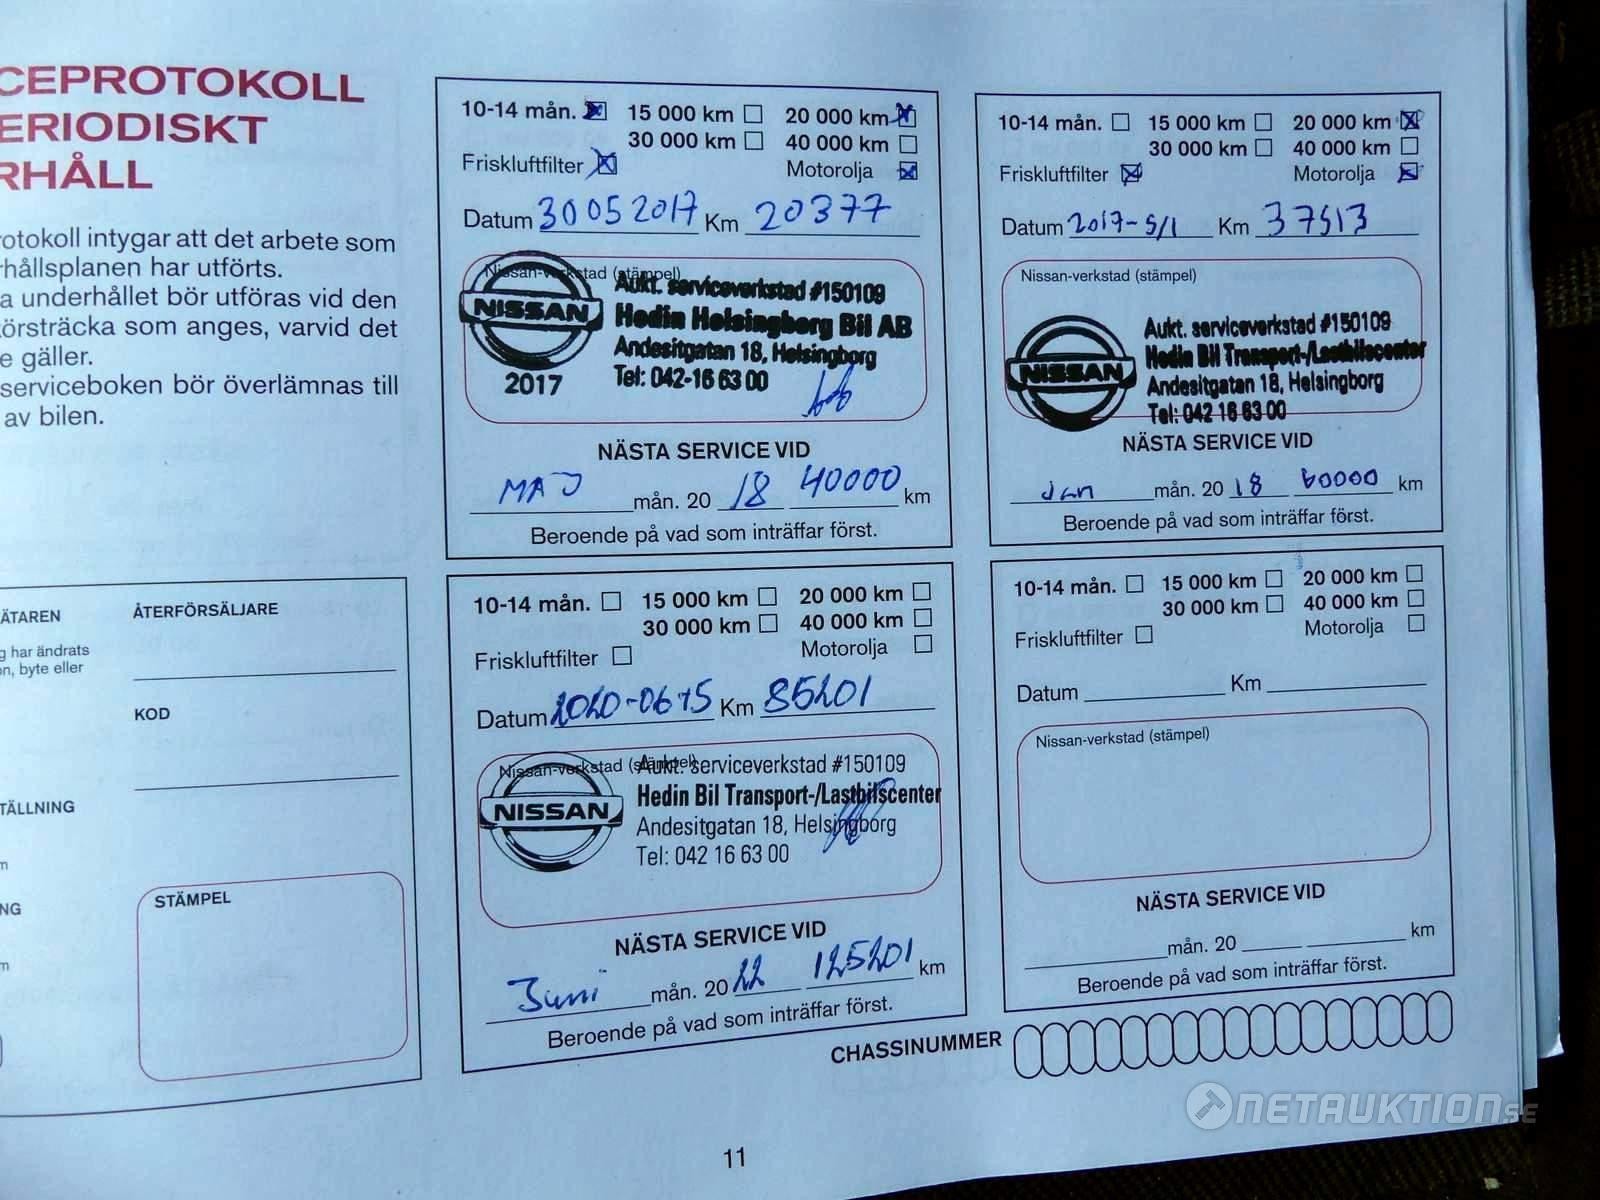 CEPROTOKOLL
ERIODISKT
RHÅLL
rotokoll intygar att det arbete som
rhållsplanen har utförts.
a underhållet bör utföras vid den
körsträcka som anges, varvid det
e gäller.
serviceboken bör överlämnas till
av bilen.
ÄTAREN
g har ändrats
n, byte eller
TÄLLNING
m
NG
m
ÅTERFÖRSÄLJARE
KOD
STÄMPEL
10-14 mån. 15 000 km 20 000 km
30 000 km 40 000 km
Friskluftfilter Motorolja
Datum 30052017 Km 20377
Nissan-verkstad (stämpel)
NISSAN
2017
Aukt. serviceverkstad #150109
Hedin Helsingborg Bil AB
Andesitgatan 18, Helsingborg
Tel: 042-16 63 00
NÄSTA SERVICE VID
MAJ mån. 20 18 40000 km
Beroende på vad som inträffar först.
10-14 mån. 15 000 km 20 000 km
30 000 km 40 000 km
Friskluftfilter Motorolja
Datum 2017-5/1 Km 37513
Nissan-verkstad (stämpel)
NISSAN
Aukt. serviceverkstad #150109
Hedin Bil Transport-/Lastbilscenter
Andesitgatan 18, Helsingborg
Tel: 042 16 63 00
NÄSTA SERVICE VID
Jan mån. 20 18 60000 km
Beroende på vad som inträffar först.
10-14 mån. 15 000 km 20 000 km
30 000 km 40 000 km
Friskluftfilter Motorolja
Datum 2020-06-15 Km 85201
Nissan-verkstad (stämpel)
NISSAN
Aukt. serviceverkstad #150109
Hedin Bil Transport-/Lastbilscenter
Andesitgatan 18, Helsingborg
Tel: 042 16 63 00
NÄSTA SERVICE VID
Juni mån. 20 22 125201 km
Beroende på vad som inträffar först.
10-14 mån. 15 000 km 20 000 km
30 000 km 40 000 km
Friskluftfilter Motorolja
Datum Km
Nissan-verkstad (stämpel)
NÄSTA SERVICE VID
mån. 20 km
Beroende på vad som inträffar först.
CHASSINUMMER
NETAUKTION.SE
11